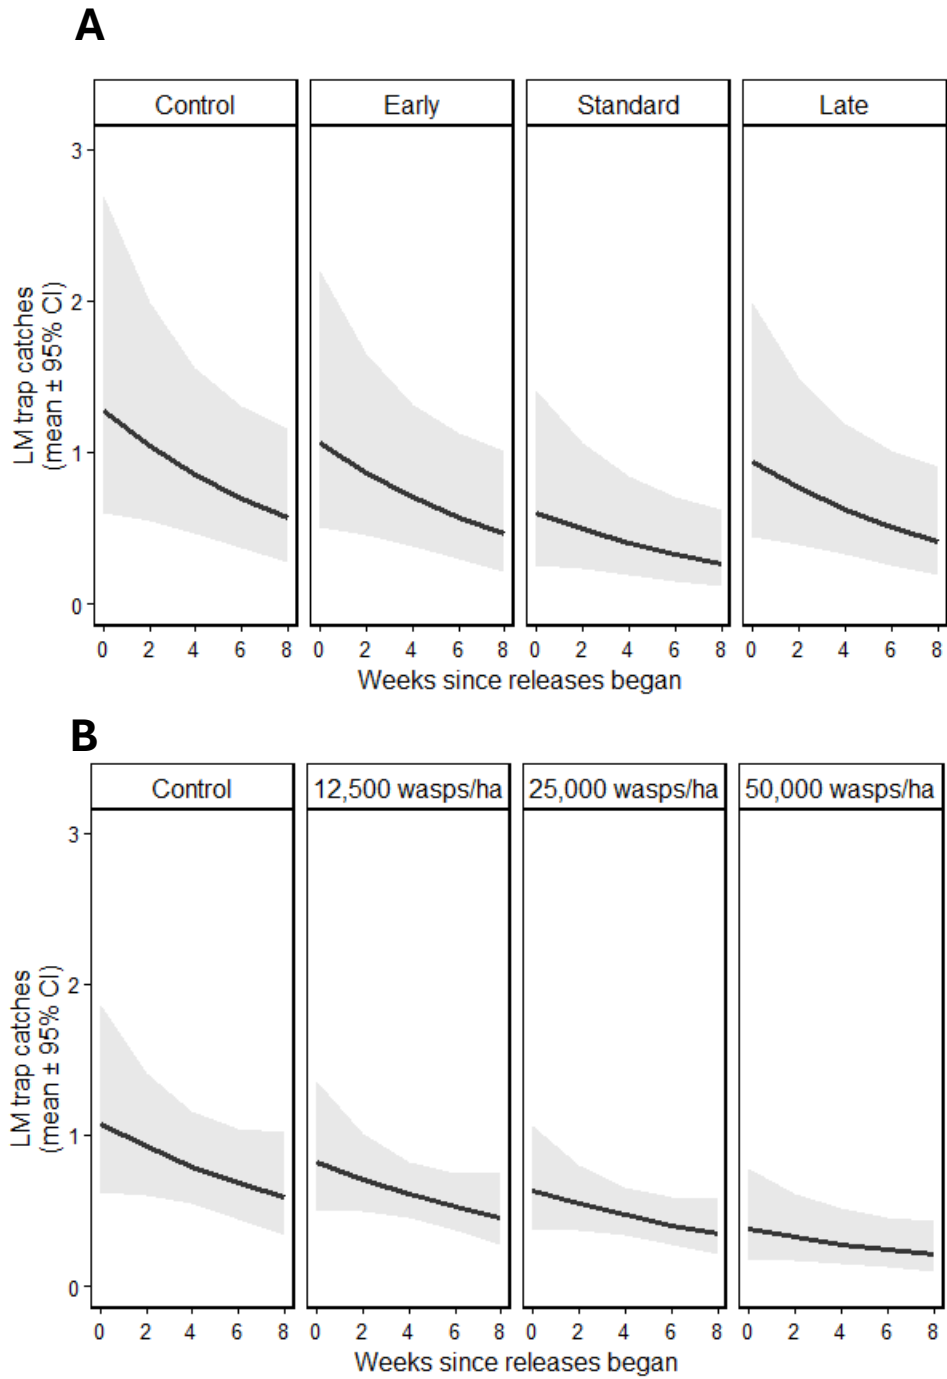 A
Control Early Standard Late
3
2
1
0
LM trap catches
(mean ± 95% CI)
0 2 4 6 8 0 2 4 6 8 0 2 4 6 8 0 2 4 6 8
Weeks since releases began
B
Control 12,500 wasps/ha 25,000 wasps/ha 50,000 wasps/ha
3
2
1
0
LM trap catches
(mean ± 95% CI)
0 2 4 6 8 0 2 4 6 8 0 2 4 6 8 0 2 4 6 8
Weeks since releases began